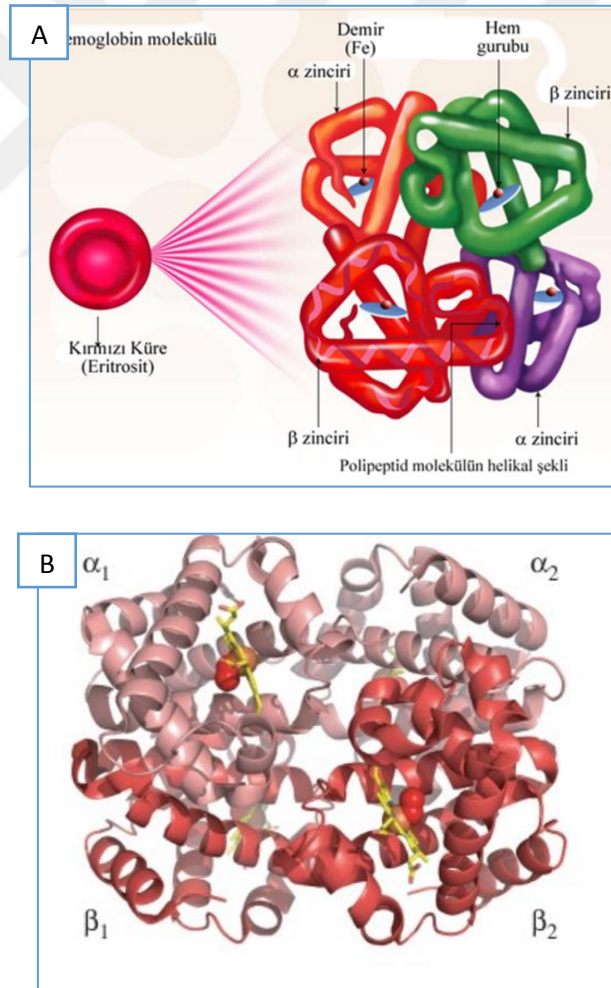 A
emoglobin molekülü
Demir
(Fe)
Hem
gurubu
α zinciri
β zinciri
Kırmızı Küre
(Eritrosit)
β zinciri
α zinciri
Polipeptid molekülün helikal şekli
B
α₁
α₂
β₁
β₂